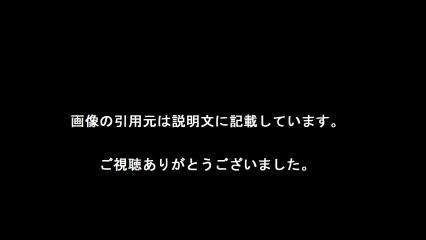 画像の引用元は説明文に記載しています。
ご視聴ありがとうございました。